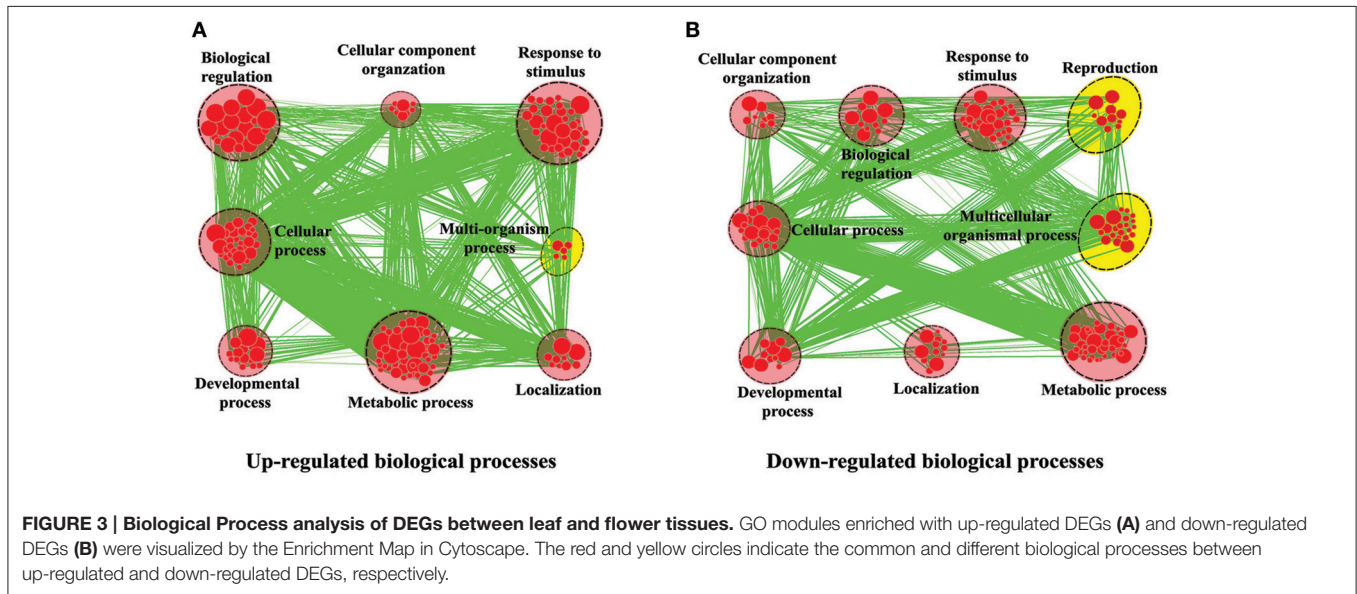 A
Biological
regulation
Cellular component
organzation
Response to
stimulus
Cellular
process
Multi-organism
process
Developmental
process
Metabolic process
Localization
Up-regulated biological processes
B
Cellular component
organization
Response to
stimulus
Reproduction
Biological
regulation
Cellular process
Multicellular
organismal process
Developmental
process
Localization
Metabolic process
Down-regulated biological processes
FIGURE 3 | Biological Process analysis of DEGs between leaf and flower tissues. GO modules enriched with up-regulated DEGs (A) and down-regulated
DEGs (B) were visualized by the Enrichment Map in Cytoscape. The red and yellow circles indicate the common and different biological processes between
up-regulated and down-regulated DEGs, respectively.